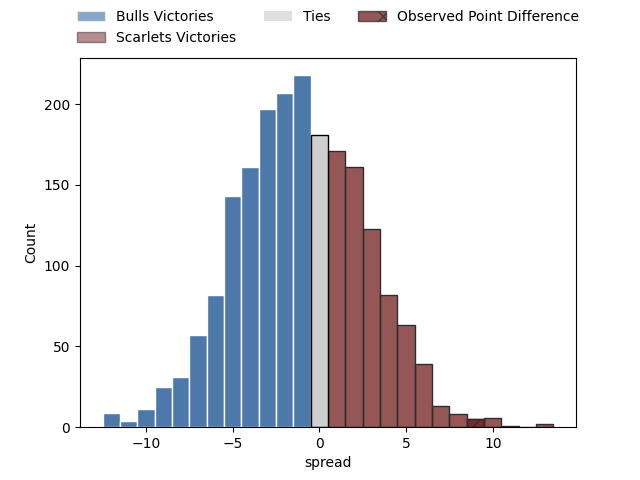 Bulls Victories
Ties
Observed Point Difference
Scarlets Victories
200
150
100
50
0
Count
−10
−5
0
5
10
spread